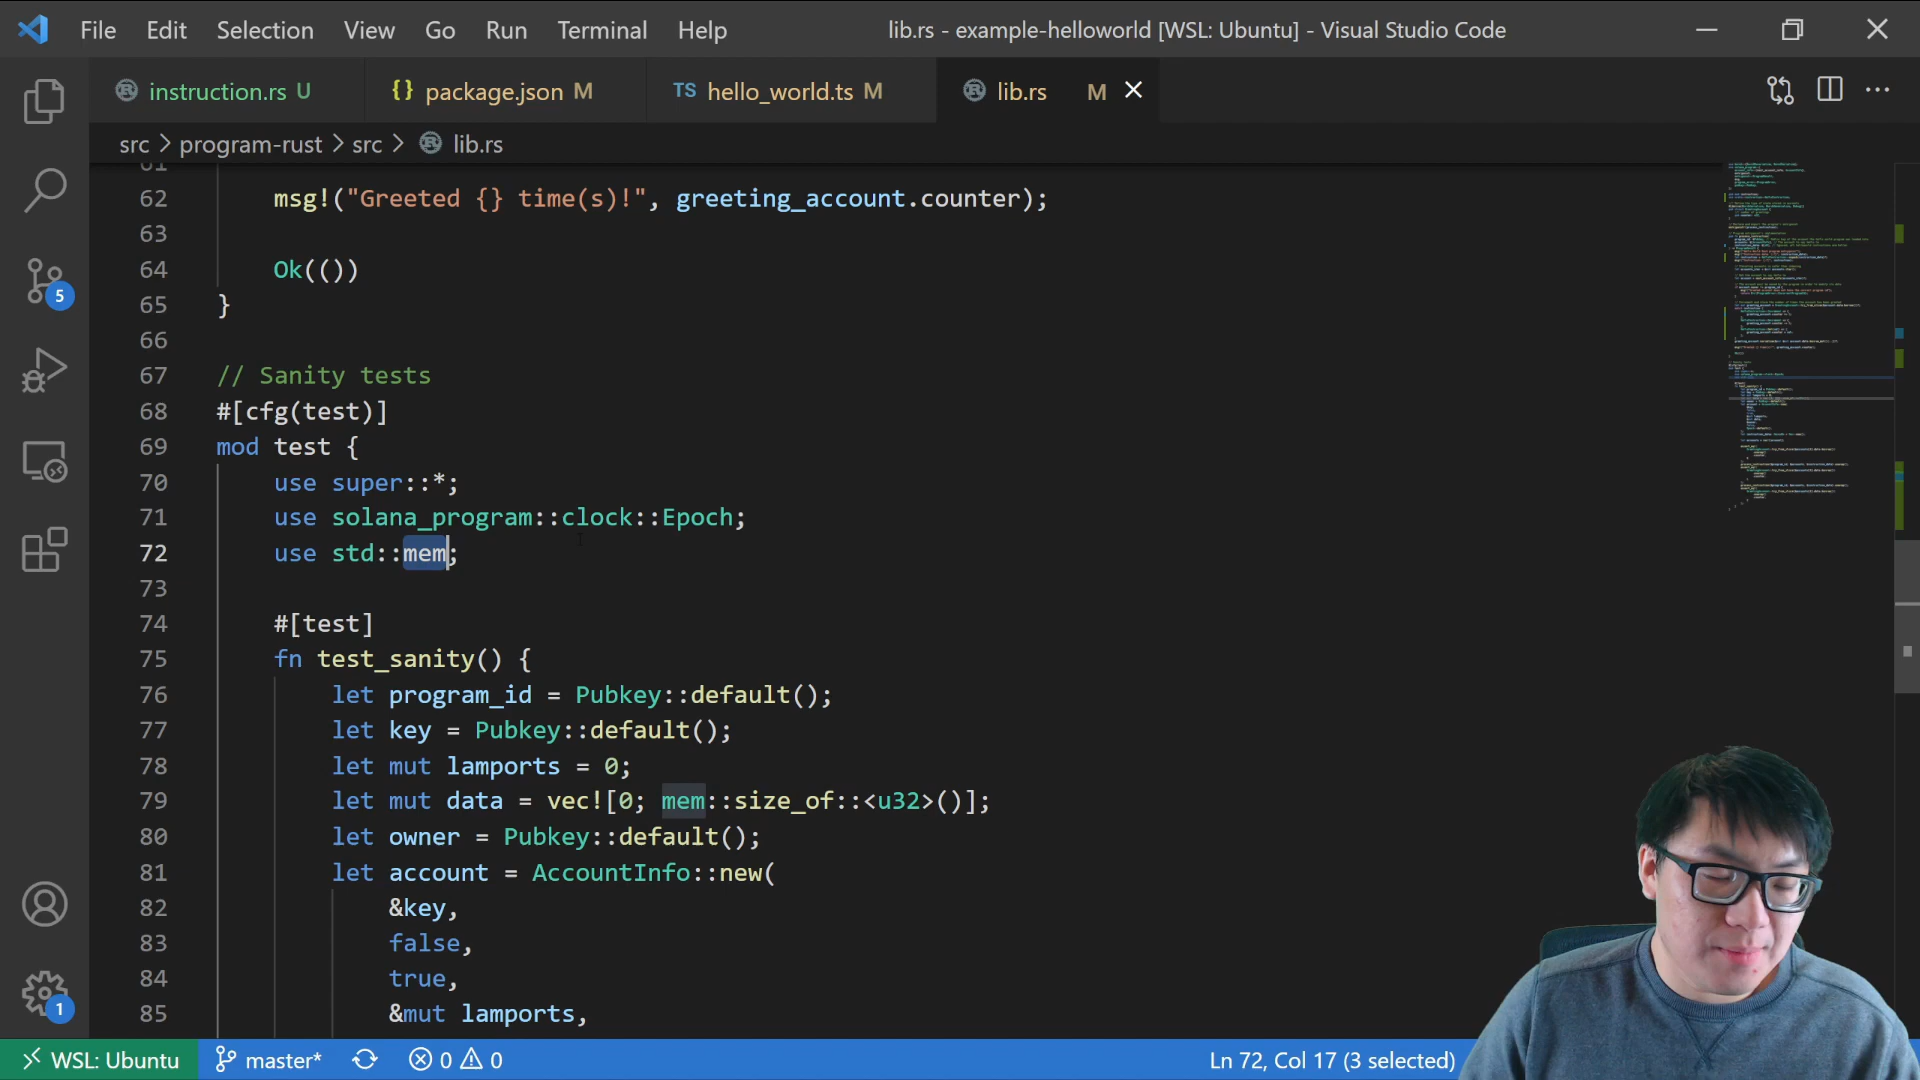 File Edit Selection View Go Run Terminal Help lib.rs - example-helloworld [WSL: Ubuntu] - Visual Studio Code
instruction.rs U {} package.json M TS hello_world.ts M lib.rs M
src > program-rust > src > lib.rs
61
62 msg!("Greeted {} time(s)!", greeting_account.counter);
63
64 Ok(())
65 }
66
67 // Sanity tests
68 #[cfg(test)]
69 mod test {
70 use super::*;
71 use solana_program::clock::Epoch;
72 use std::mem;
73
74 #[test]
75 fn test_sanity() {
76 let program_id = Pubkey::default();
77 let key = Pubkey::default();
78 let mut lamports = 0;
79 let mut data = vec![0; mem::size_of::<u32>()];
80 let owner = Pubkey::default();
81 let account = AccountInfo::new(
82 &key,
83 false,
84 true,
85 &mut lamports,
5
1
WSL: Ubuntu master* 0 0 Ln 72, Col 17 (3 selected)